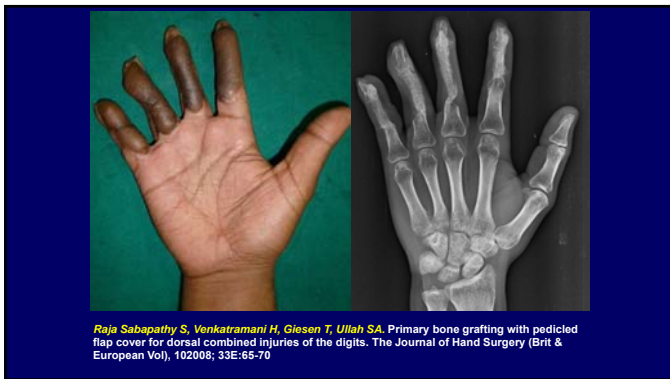 Raja Sabapathy S, Venkatramani H, Giesen T, Ullah SA. Primary bone grafting with pedicled
flap cover for dorsal combined injuries of the digits. The Journal of Hand Surgery (Brit &
European Vol), 102008; 33E:65-70